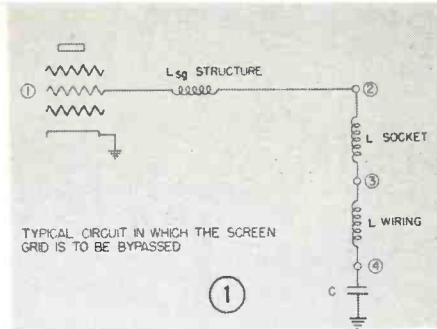 L sg STRUCTURE
①
②
L SOCKET
③
L WIRING
④
C
TYPICAL CIRCUIT IN WHICH THE SCREEN
GRID IS TO BE BYPASSED
①